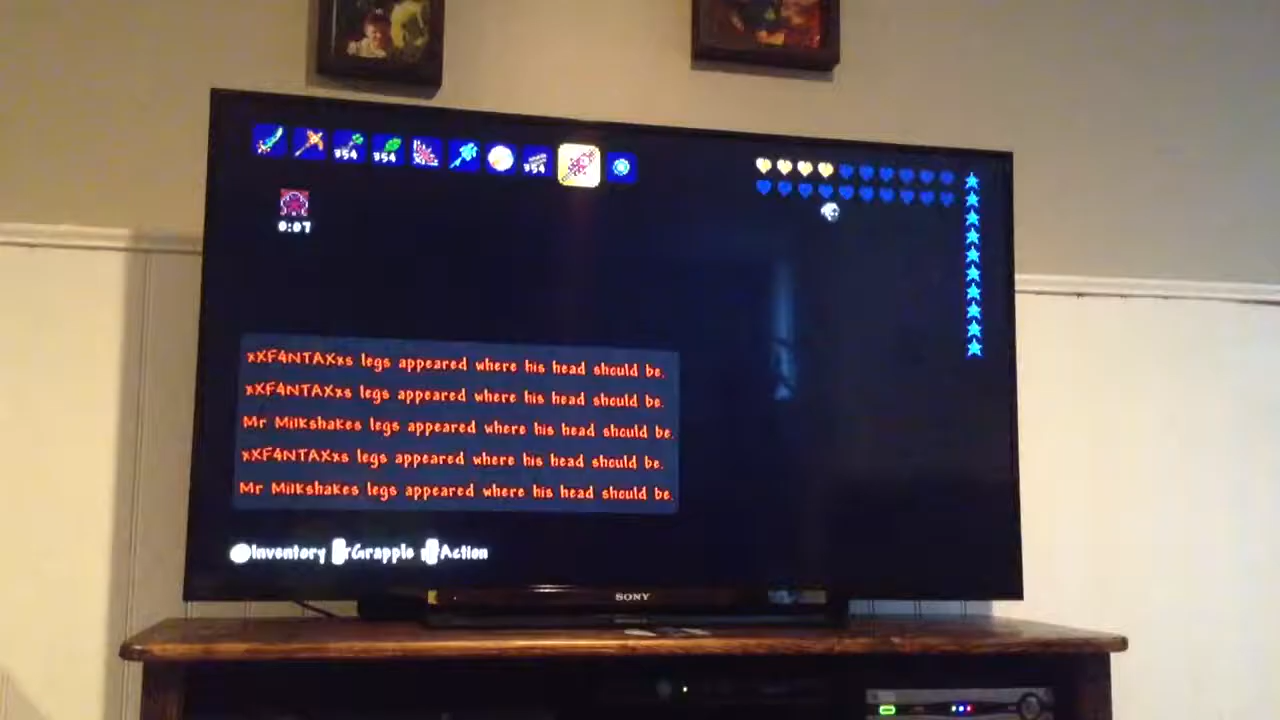 354
354
354
0:07
xXF4NTAXxs legs appeared where his head should be.
xXF4NTAXxs legs appeared where his head should be.
Mr Milkshakes legs appeared where his head should be.
xXF4NTAXxs legs appeared where his head should be.
Mr Milkshakes legs appeared where his head should be.
Inventory Grapple Action
SONY